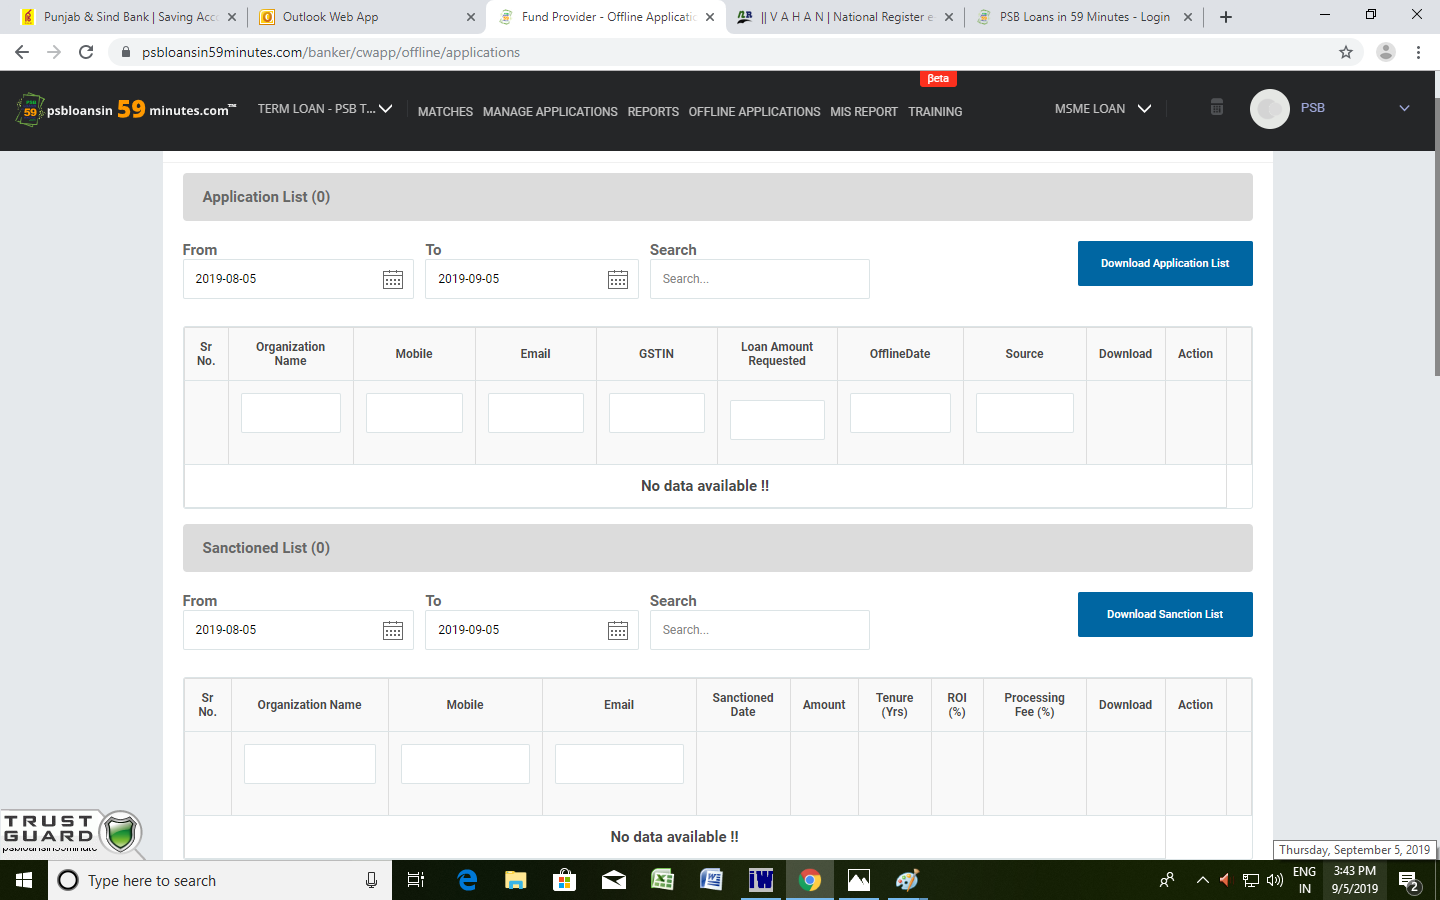 Punjab & Sind Bank | Saving Acc
Outlook Web App
Fund Provider - Offline Applicatio
|| V A H A N | National Register e
PSB Loans in 59 Minutes - Login
psbloansin59minutes.com/banker/cwapp/offline/applications
βeta
psbloansin 59 minutes.com™
TERM LOAN - PSB T...
MATCHES
MANAGE APPLICATIONS
REPORTS
OFFLINE APPLICATIONS
MIS REPORT
TRAINING
MSME LOAN
PSB
Application List (0)
From
To
Search
2019-08-05
2019-09-05
Search...
Download Application List
Sr No.
Organization Name
Mobile
Email
GSTIN
Loan Amount Requested
OfflineDate
Source
Download
Action
No data available !!
Sanctioned List (0)
From
To
Search
2019-08-05
2019-09-05
Search...
Download Sanction List
Sr No.
Organization Name
Mobile
Email
Sanctioned Date
Amount
Tenure (Yrs)
ROI (%)
Processing Fee (%)
Download
Action
No data available !!
TRUST
GUARD
psbloansin59minute
Thursday, September 5, 2019
Type here to search
ENG
IN
3:43 PM
9/5/2019
2